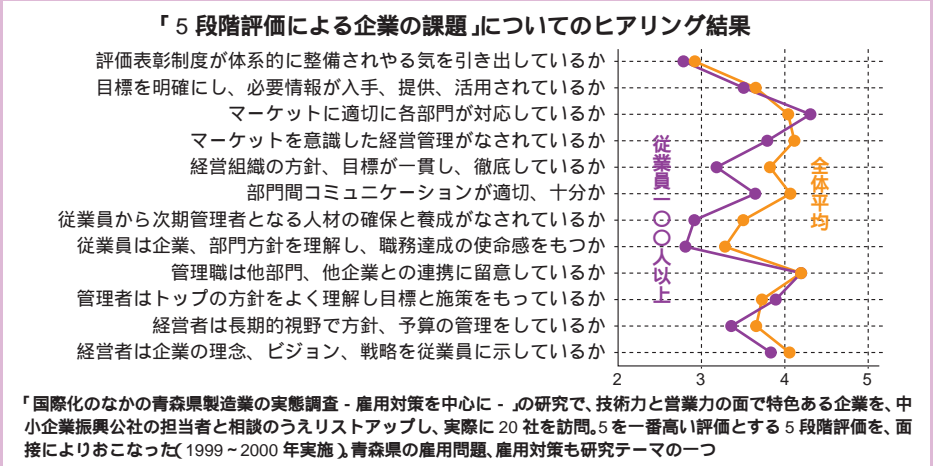 「5段階評価による企業の課題」についてのヒアリング結果
評価表彰制度が体系的に整備されやる気を引き出しているか
目標を明確にし、必要情報が入手、提供、活用されているか
マーケットに適切に各部門が対応しているか
マーケットを意識した経営管理がなされているか
経営組織の方針、目標が一貫し、徹底しているか
部門間コミュニケーションが適切、十分か
従業員から次期管理者となる人材の確保と養成がなされているか
従業員は企業、部門方針を理解し、職務達成の使命感をもつか
管理職は他部門、他企業との連携に留意しているか
管理者はトップの方針をよく理解し目標と施策をもっているか
経営者は長期的視野で方針、予算の管理をしているか
経営者は企業の理念、ビジョン、戦略を従業員に示しているか
従業員一〇〇人以上
全体平均
2 3 4 5
「国際化のなかの青森県製造業の実態調査 - 雇用対策を中心に - 」の研究で、技術力と営業力の面で特色ある企業を、中
小企業振興公社の担当者と相談のうえリストアップし、実際に 20 社を訪問。5を一番高い評価とする 5 段階評価を、面
接によりおこなった(1999~2000 年実施)。青森県の雇用問題、雇用対策も研究テーマの一つ